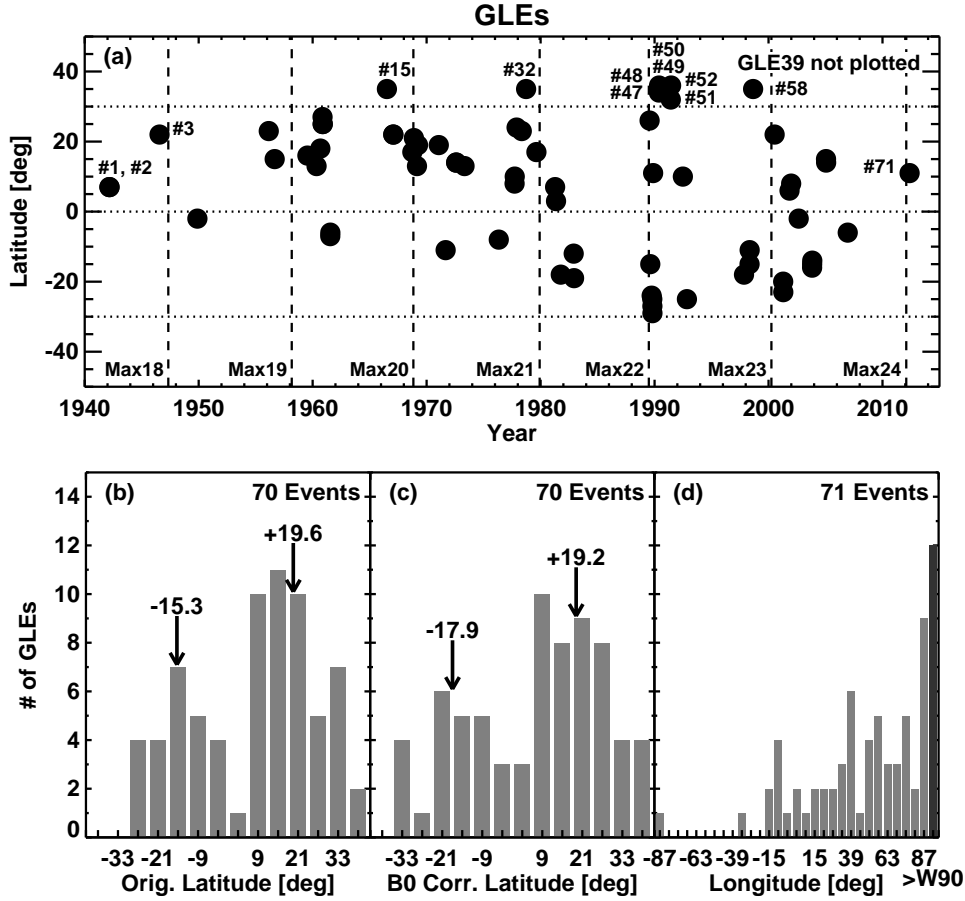 GLEs
(a)
#50
#49
#48
#47
#52
#51
GLE39 not plotted
#58
#15
#32
#3
#1, #2
#71
40
20
0
-20
-40
Latitude [deg]
Max18
Max19
Max20
Max21
Max22
Max23
Max24
1940 1950 1960 1970 1980 1990 2000 2010
Year
(b) 70 Events
(c) 70 Events
(d) 71 Events
14
12
10
8
6
4
2
0
# of GLEs
-15.3
+19.6
-17.9
+19.2
-33 -21 -9 9 21 33
Orig. Latitude [deg]
-33 -21 -9 9 21 33
B0 Corr. Latitude [deg]
-87 -63 -39 -15 15 39 63 87
Longitude [deg]
>W90